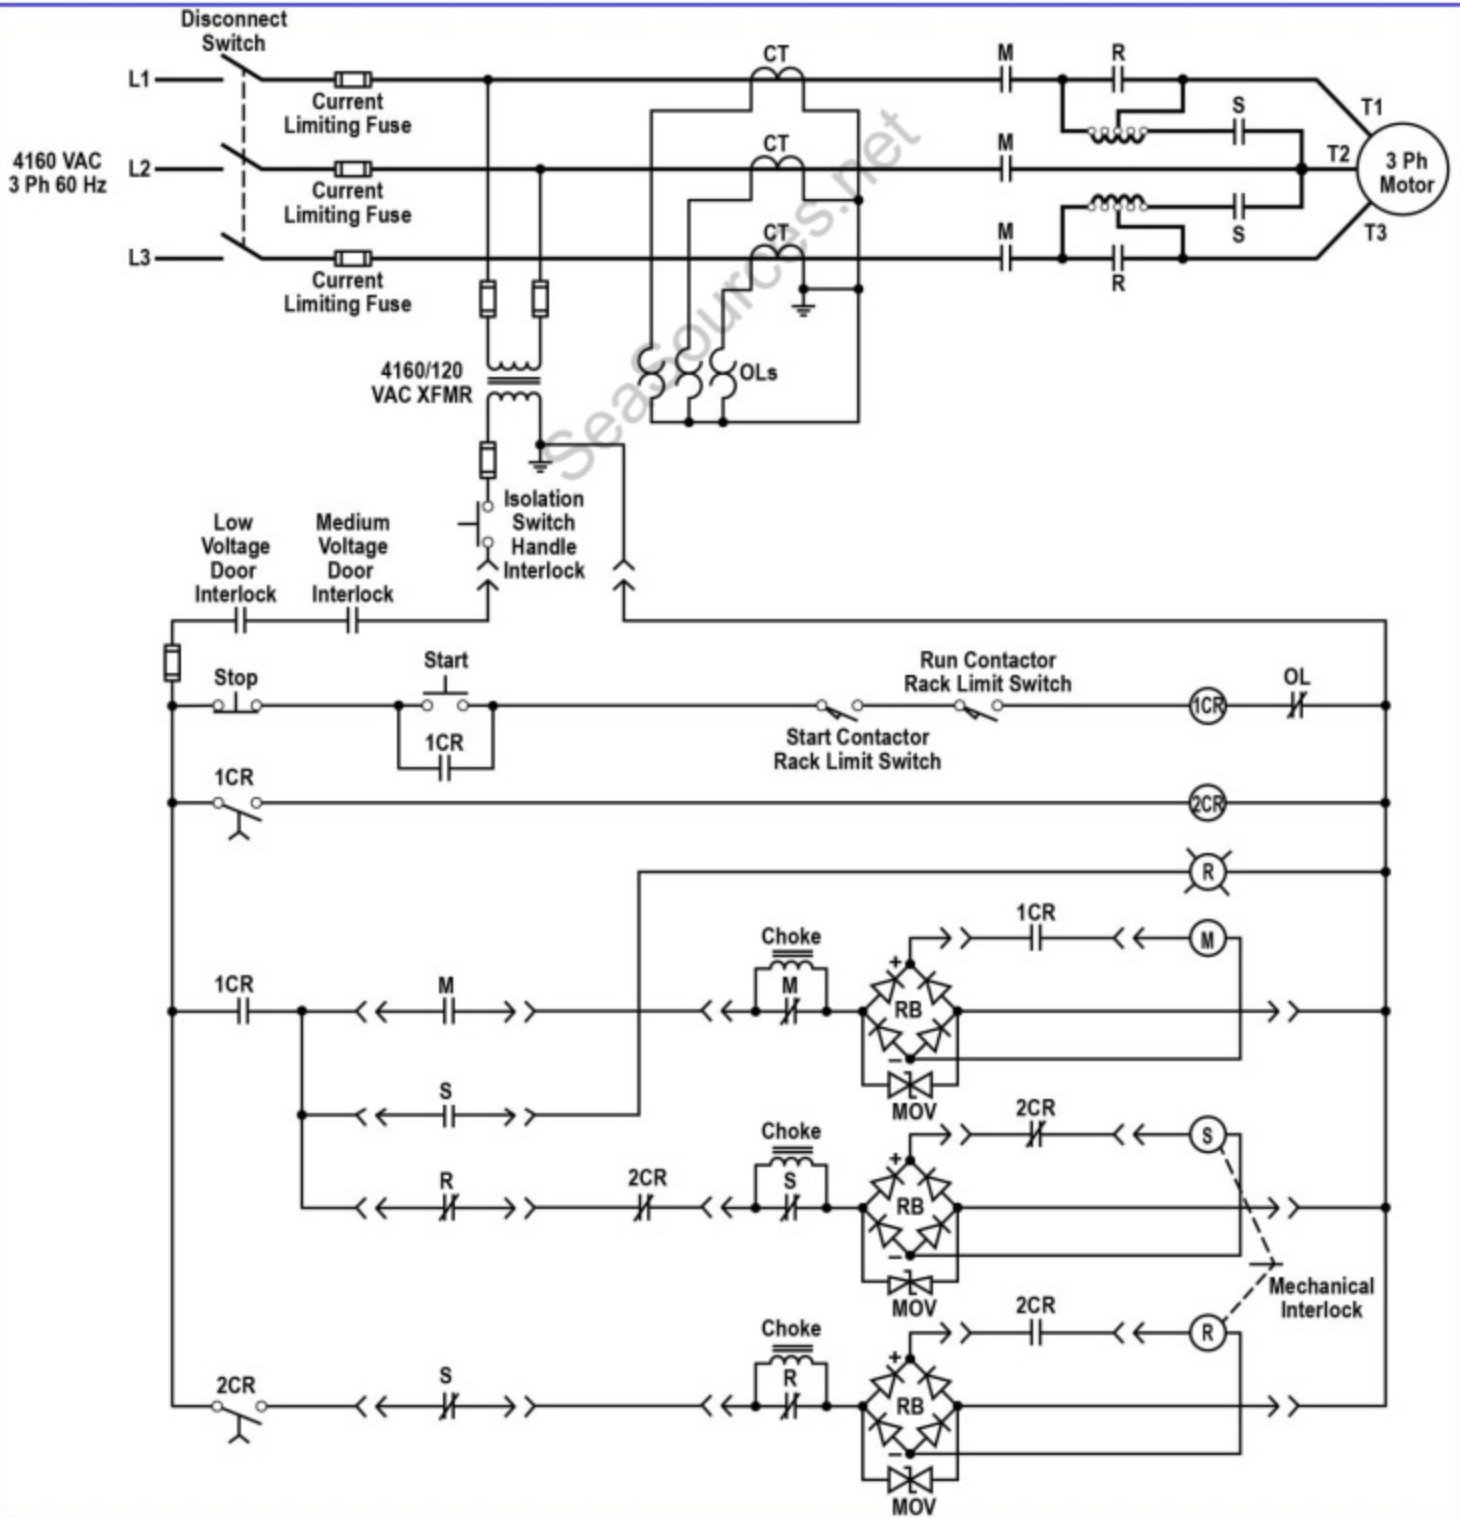 Disconnect
Switch
L1
Current
Limiting Fuse
CT
M
R
T1
S
4160 VAC
3 Ph 60 Hz
L2
Current
Limiting Fuse
CT
M
T2
3 Ph
Motor
L3
Current
Limiting Fuse
CT
M
S
T3
R
SeaSources.net
4160/120
VAC XFMR
OLs
Isolation
Switch
Handle
Interlock
Low
Voltage
Door
Interlock
Medium
Voltage
Door
Interlock
Stop
Start
Run Contactor
Rack Limit Switch
OL
1CR
1CR
Start Contactor
Rack Limit Switch
1CR
2CR
R
1CR
Choke
M
1CR
M
M
+
RB
–
MOV
S
2CR
Choke
S
R
2CR
S
+
RB
–
MOV
Mechanical
Interlock
2CR
Choke
R
2CR
S
R
+
RB
–
MOV